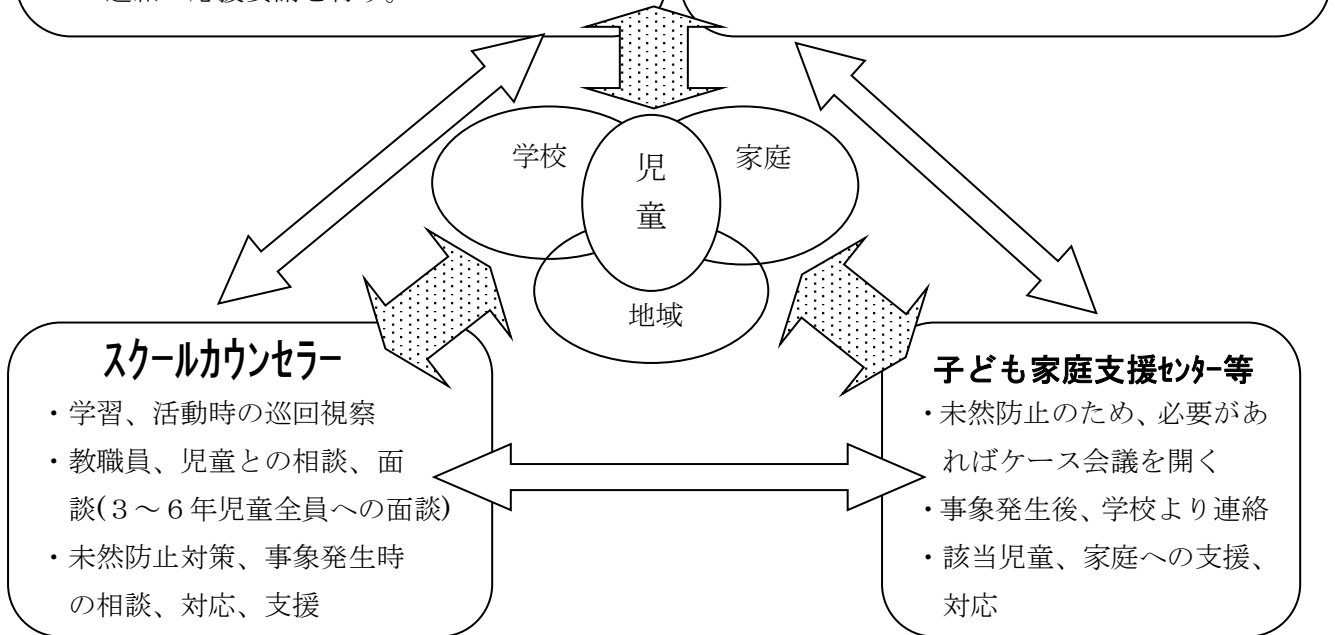 学校
児
童
家庭
地域
スクールカウンセラー
・学習、活動時の巡回視察
・教職員、児童との相談、面
談(３～６年児童全員への面談)
・未然防止対策、事象発生時
の相談、対応、支援
子ども家庭支援ｾﾝﾀｰ等
・未然防止のため、必要があ
ればケース会議を開く
・事象発生後、学校より連絡
・該当児童、家庭への支援、
対応